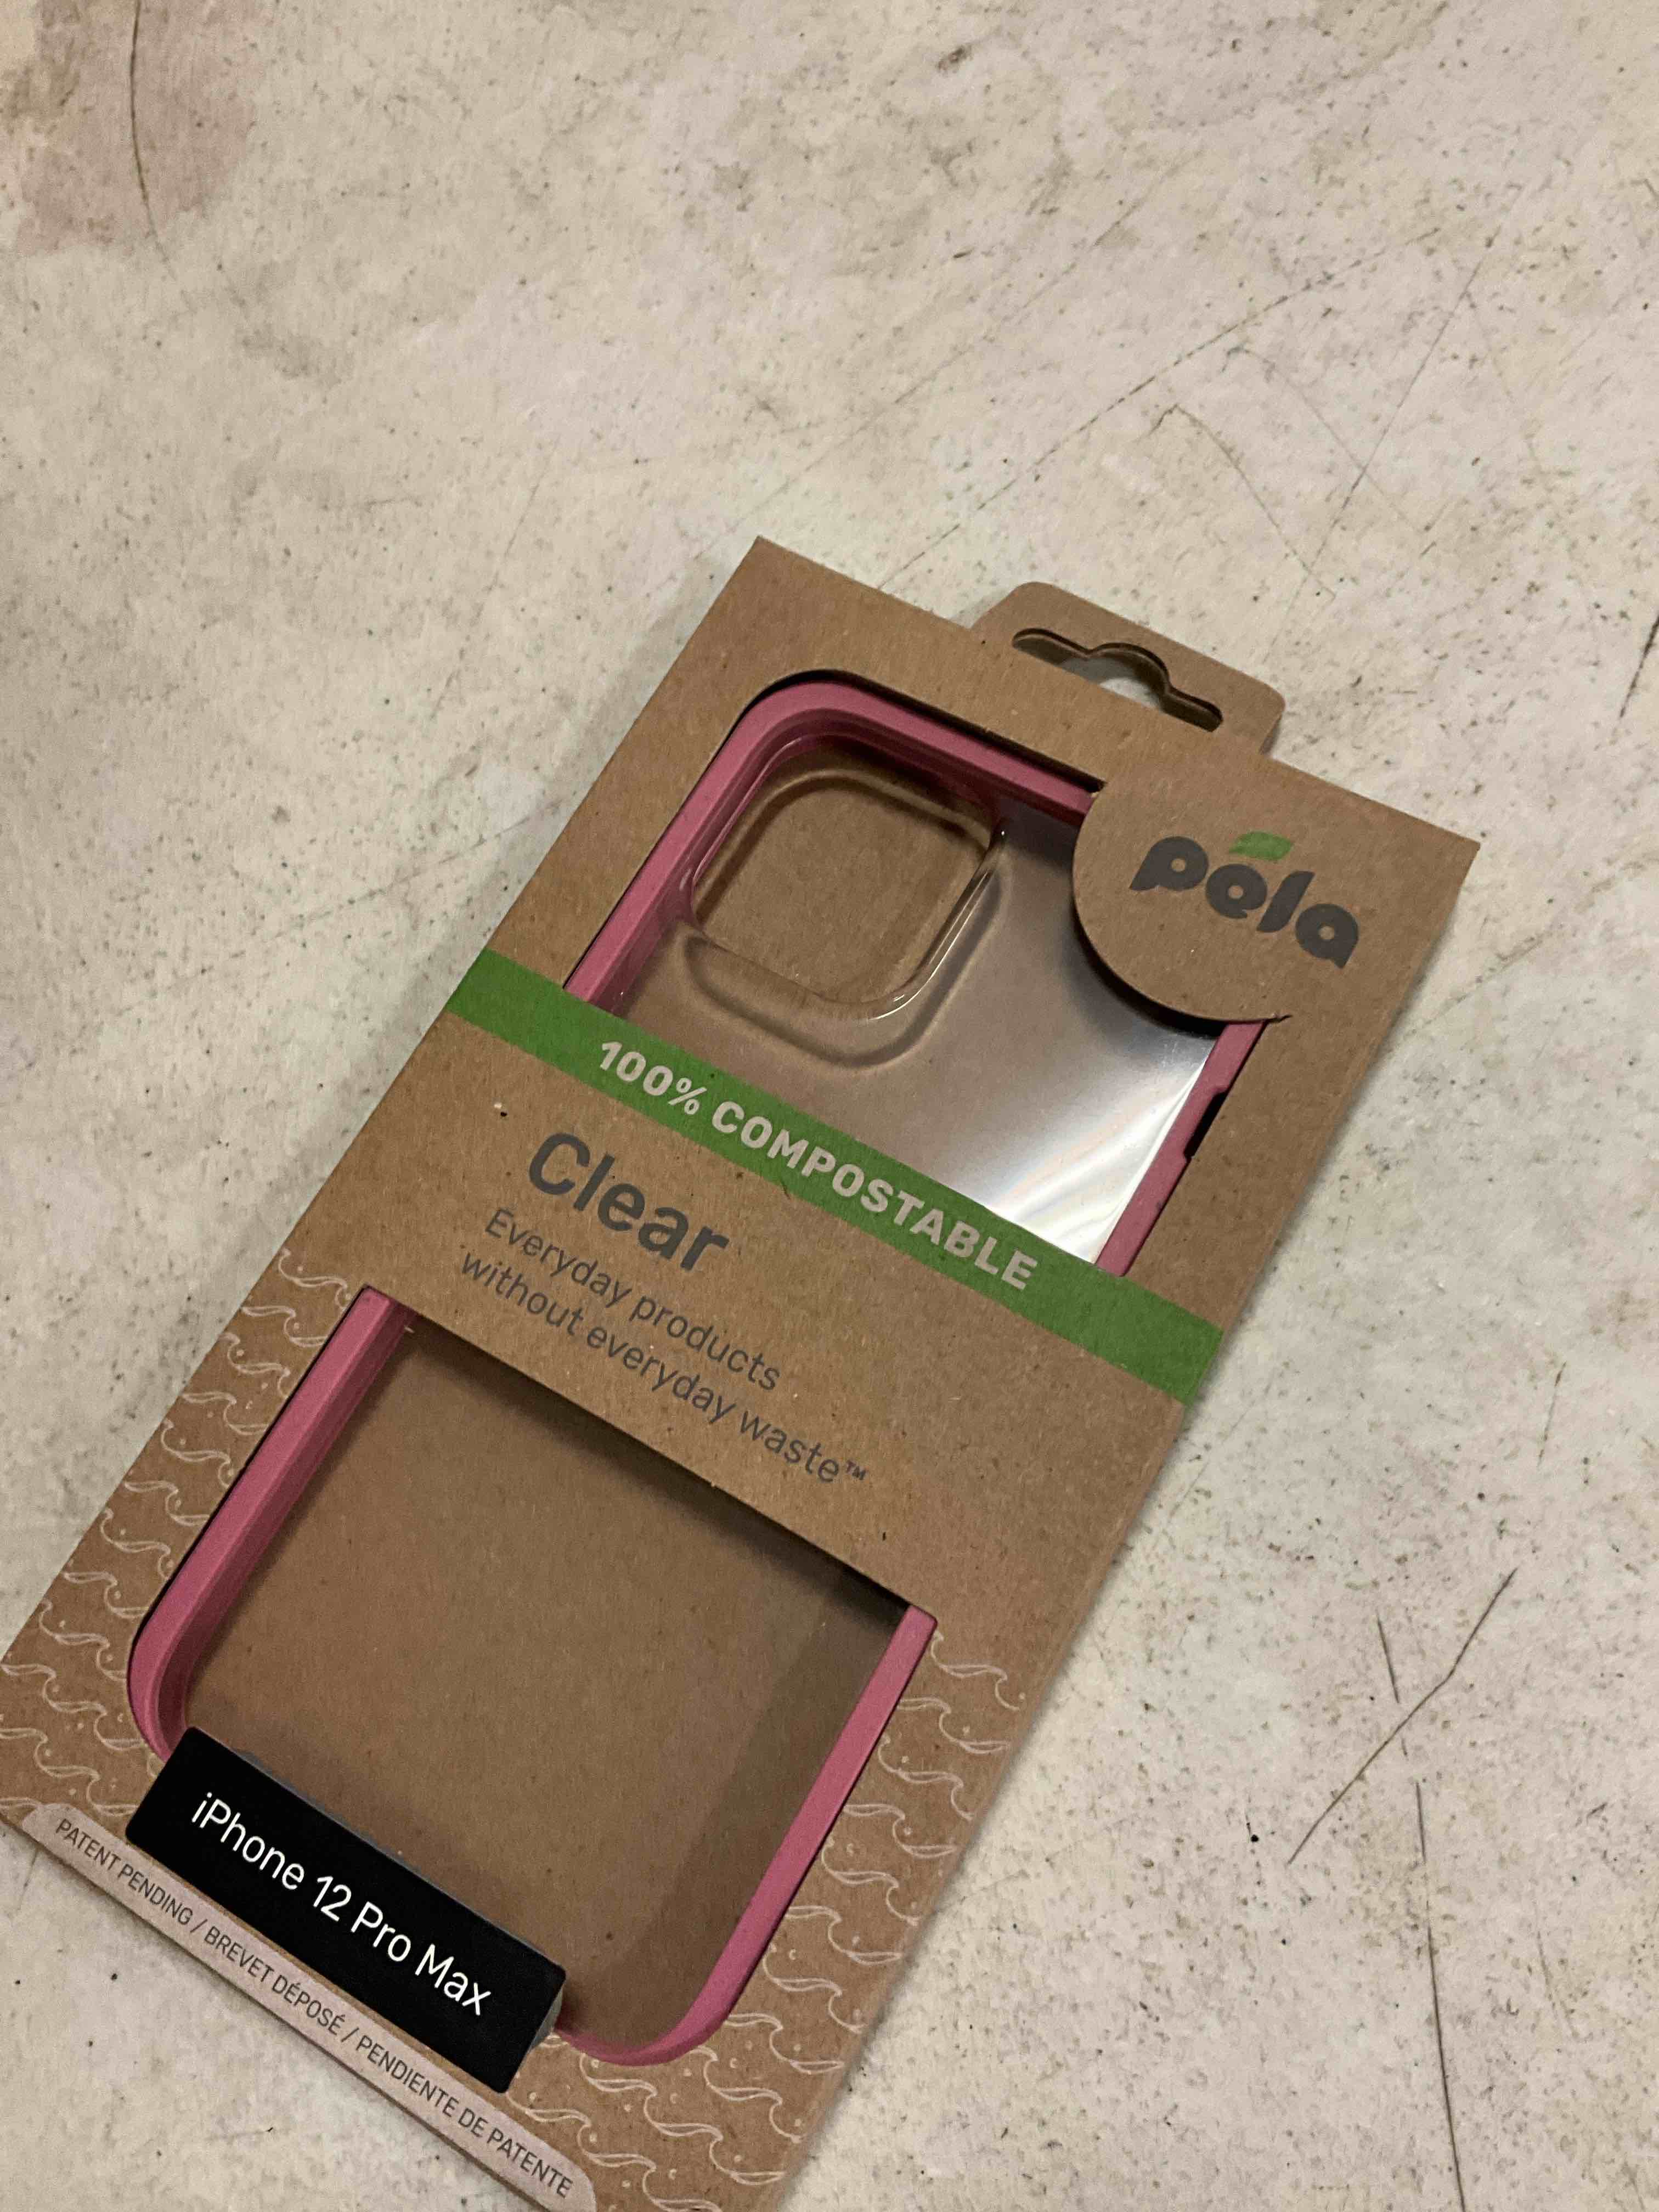 pela
100% COMPOSTABLE
Clear
Everyday products
without everyday waste™
iPhone 12 Pro Max
PATENT PENDING / BREVET DÉPOSÉ / PENDIENTE DE PATENTE